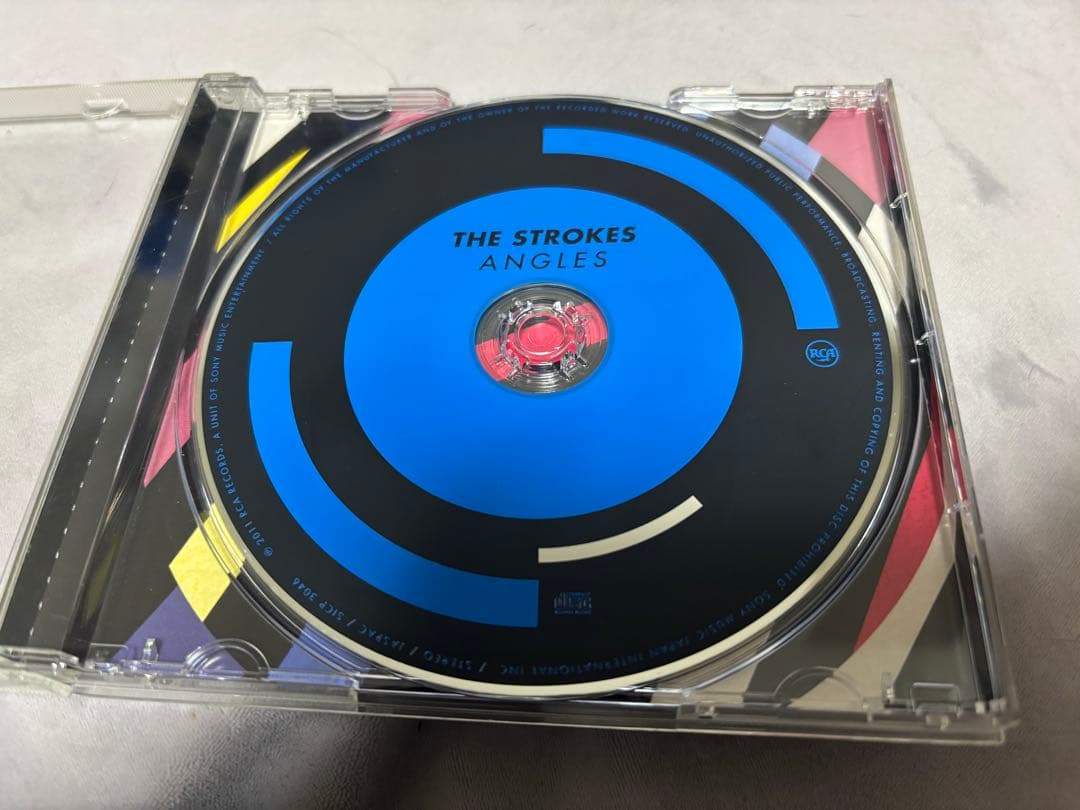 THE STROKES
ANGLES
RCA
℗ 2011 RCA RECORDS, A UNIT OF SONY MUSIC ENTERTAINMENT / ALL RIGHTS OF THE MANUFACTURER AND OF THE OWNER OF THE RECORDED WORK RESERVED. UNAUTHORIZED PUBLIC PERFORMANCE, BROADCASTING, RENTING AND COPYING OF THIS DISC PROHIBITED. SONY MUSIC JAPAN INTERNATIONAL INC. / STEREO / JASRAC / SICP 3046